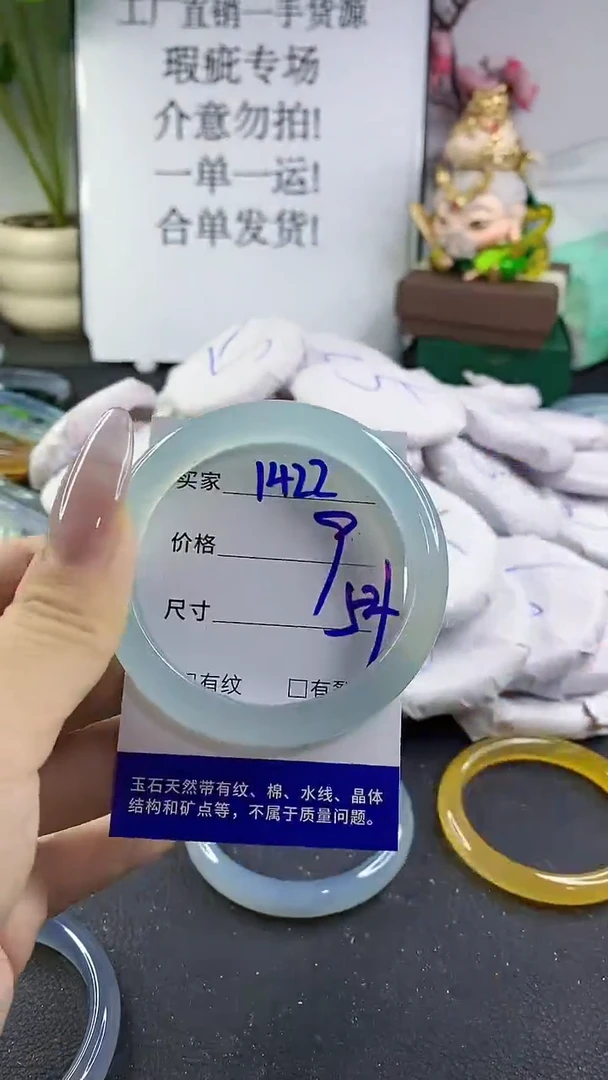 工厂直销一手货源
瑕疵专场
介意勿拍!
一单一运!
合单发货!
买家 1422
价格
尺寸
有纹 □有
玉石天然带有纹、棉、水线、晶体
结构和矿点等，不属于质量问题。